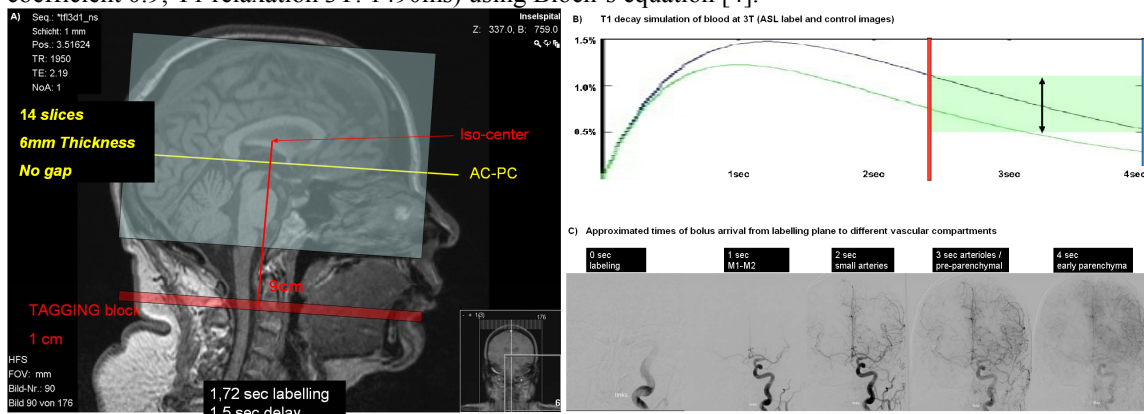 coefficient 0.9, T1 relaxation 3T: 1490ms) using Bloch's equation [4].
A)
Seq.: *tfl3d1_ns
Schicht: 1 mm
Pos.: 3.51624
TR: 1950
TE: 2.19
NoA: 1
Inselspital
Z: 337.0, B: 759.0
14 slices
6mm Thickness
No gap
Iso-center
AC-PC
9cm
TAGGING block
1 cm
HFS
FOV: mm
Bild-Nr.: 90
Bild 90 von 176
1,72 sec labelling
1,5 sec delay
176
6
B) T1 decay simulation of blood at 3T (ASL label and control images)
1.5%
1.0%
0.5%
1sec
2sec
3sec
4sec
C) Approximated times of bolus arrival from labelling plane to different vascular compartments
0 sec
labeling
1 sec
M1-M2
2 sec
small arteries
3 sec arterioles /
pre-parenchymal
4 sec
early parenchyma
links